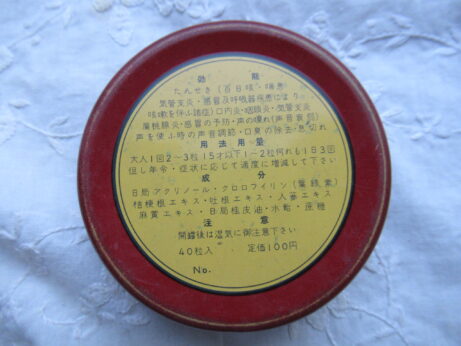 効 能
たんせき（百日咳・喘息）
気管支炎・感冒及呼吸器疾患により
咳嗽を伴ふ諸症）口内炎・咽頭炎・気管支炎
扁桃腺炎・感冒の予防・声の嗄れ（声音衰弱）
声を使ふ時の声音調節・口臭の除去・息切れ
用 法 用 量
大人1回2～3粒 15才以下1～2粒何れも1日3回
但し年令・症状に応じて適度に増減して下さい
成 分
日局アクリノール・クロロフイリン（葉緑素）
桔梗根エキス・吐根エキス・人蔘エキス
麻黄エキス・日局桂皮油・水飴・蔗糖
注 意
開罐後は湿気に御注意下さい
40粒入 定価100円
No.